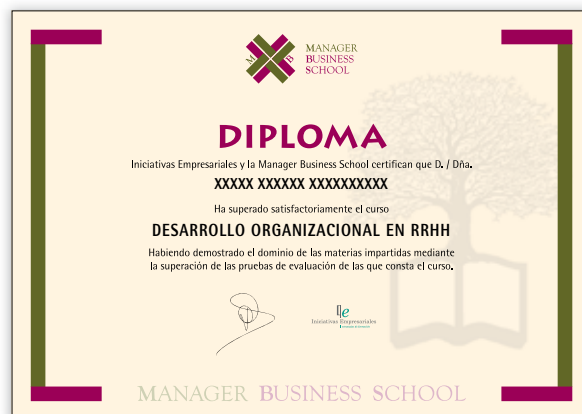 M B
MANAGER
BUSINESS
SCHOOL
DIPLOMA
Iniciativas Empresariales y la Manager Business School certifican que D. / Dña.
XXXXX XXXXXX XXXXXXXXXX
Ha superado satisfactoriamente el curso
DESARROLLO ORGANIZACIONAL EN RRHH
Habiendo demostrado el dominio de las materias impartidas mediante
la superación de las pruebas de evaluación de las que consta el curso.
Iniciativas Empresariales
MANAGER BUSINESS SCHOOL